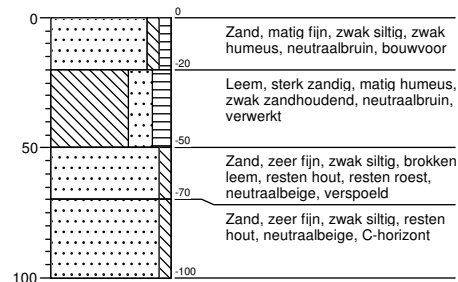 0
0
Zand, matig fijn, zwak siltig, zwak
humeus, neutraalbruin, bouwvoor
-20
Leem, sterk zandig, matig humeus,
zwak zandhoudend, neutraalbruin,
verwerkt
50
-50
Zand, zeer fijn, zwak siltig, brokken
leem, resten hout, resten roest,
neutraalbeige, verspoeld
-70
Zand, zeer fijn, zwak siltig, resten
hout, neutraalbeige, C-horizont
100
-100